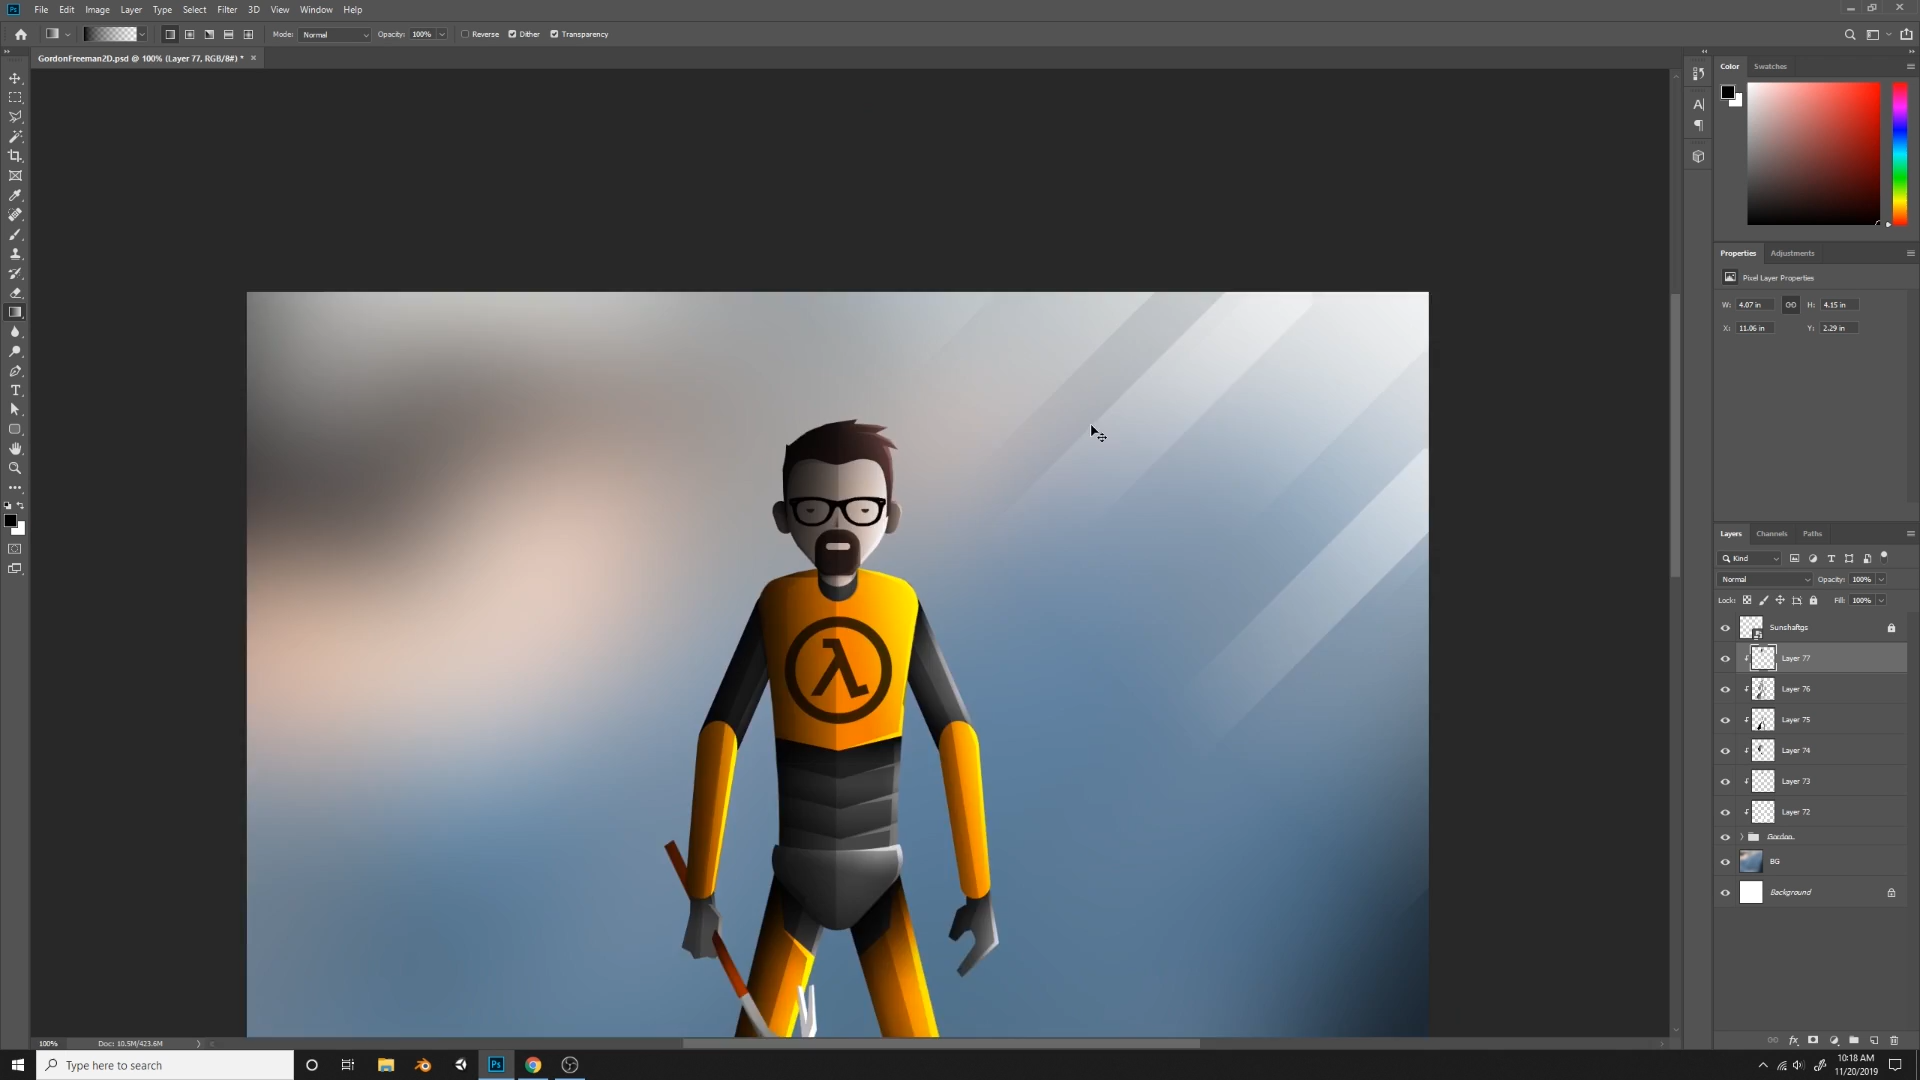 Ps File Edit Image Layer Type Select Filter 3D View Window Help
Mode: Normal Opacity: 100% Reverse Dither Transparency
GordonFreeman2D.psd @ 100% (Layer 77, RGB/8#) *
Color Swatches
Properties Adjustments
Pixel Layer Properties
W: 4.07 in H: 4.15 in
X: 11.06 in Y: 2.29 in
λ
Layers Channels Paths
Kind
Normal Opacity: 100%
Lock: Fill: 100%
Sunshaftgs
Layer 77
Layer 76
Layer 75
Layer 74
Layer 73
Layer 72
Gordon
BG
Background
100% Doc: 10.5M/423.6M
Type here to search
Ps
10:18 AM
11/20/2019